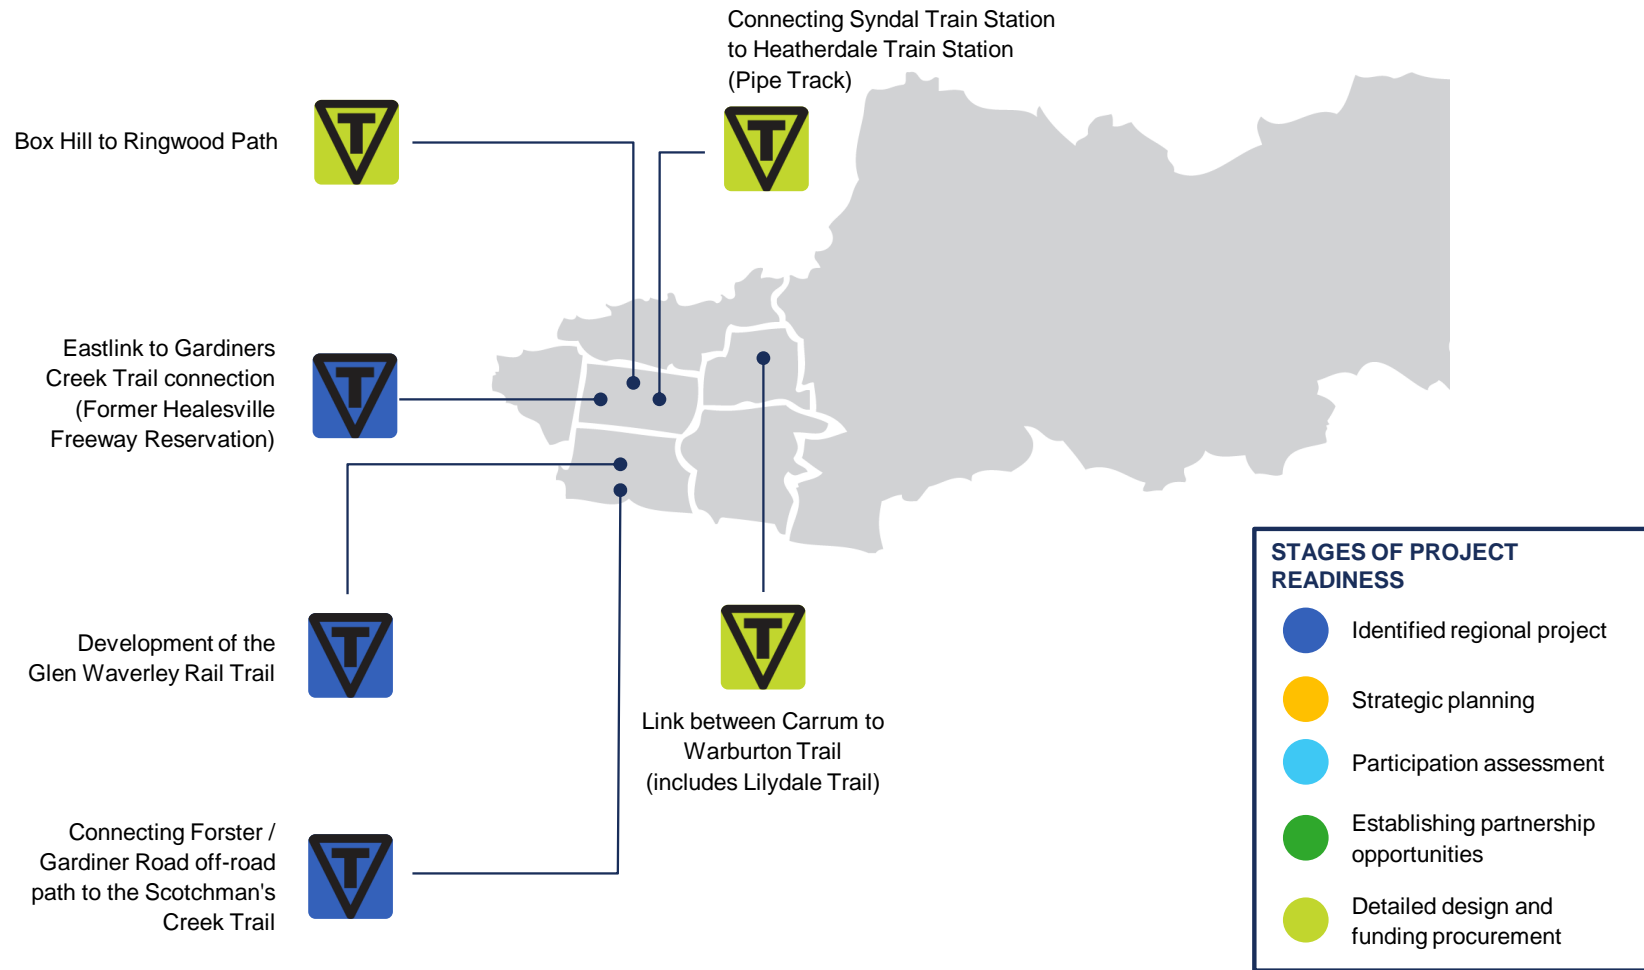 Connecting Syndal Train Station
to Heatherdale Train Station
(Pipe Track)
T
Box Hill to Ringwood Path
T
Eastlink to Gardiners
Creek Trail connection
(Former Healesville
Freeway Reservation)
T
Development of the
Glen Waverley Rail Trail
T
T
Link between Carrum to
Warburton Trail
(includes Lilydale Trail)
Connecting Forster /
Gardiner Road off-road
path to the Scotchman's
Creek Trail
T
STAGES OF PROJECT
READINESS
Identified regional project
Strategic planning
Participation assessment
Establishing partnership
opportunities
Detailed design and
funding procurement